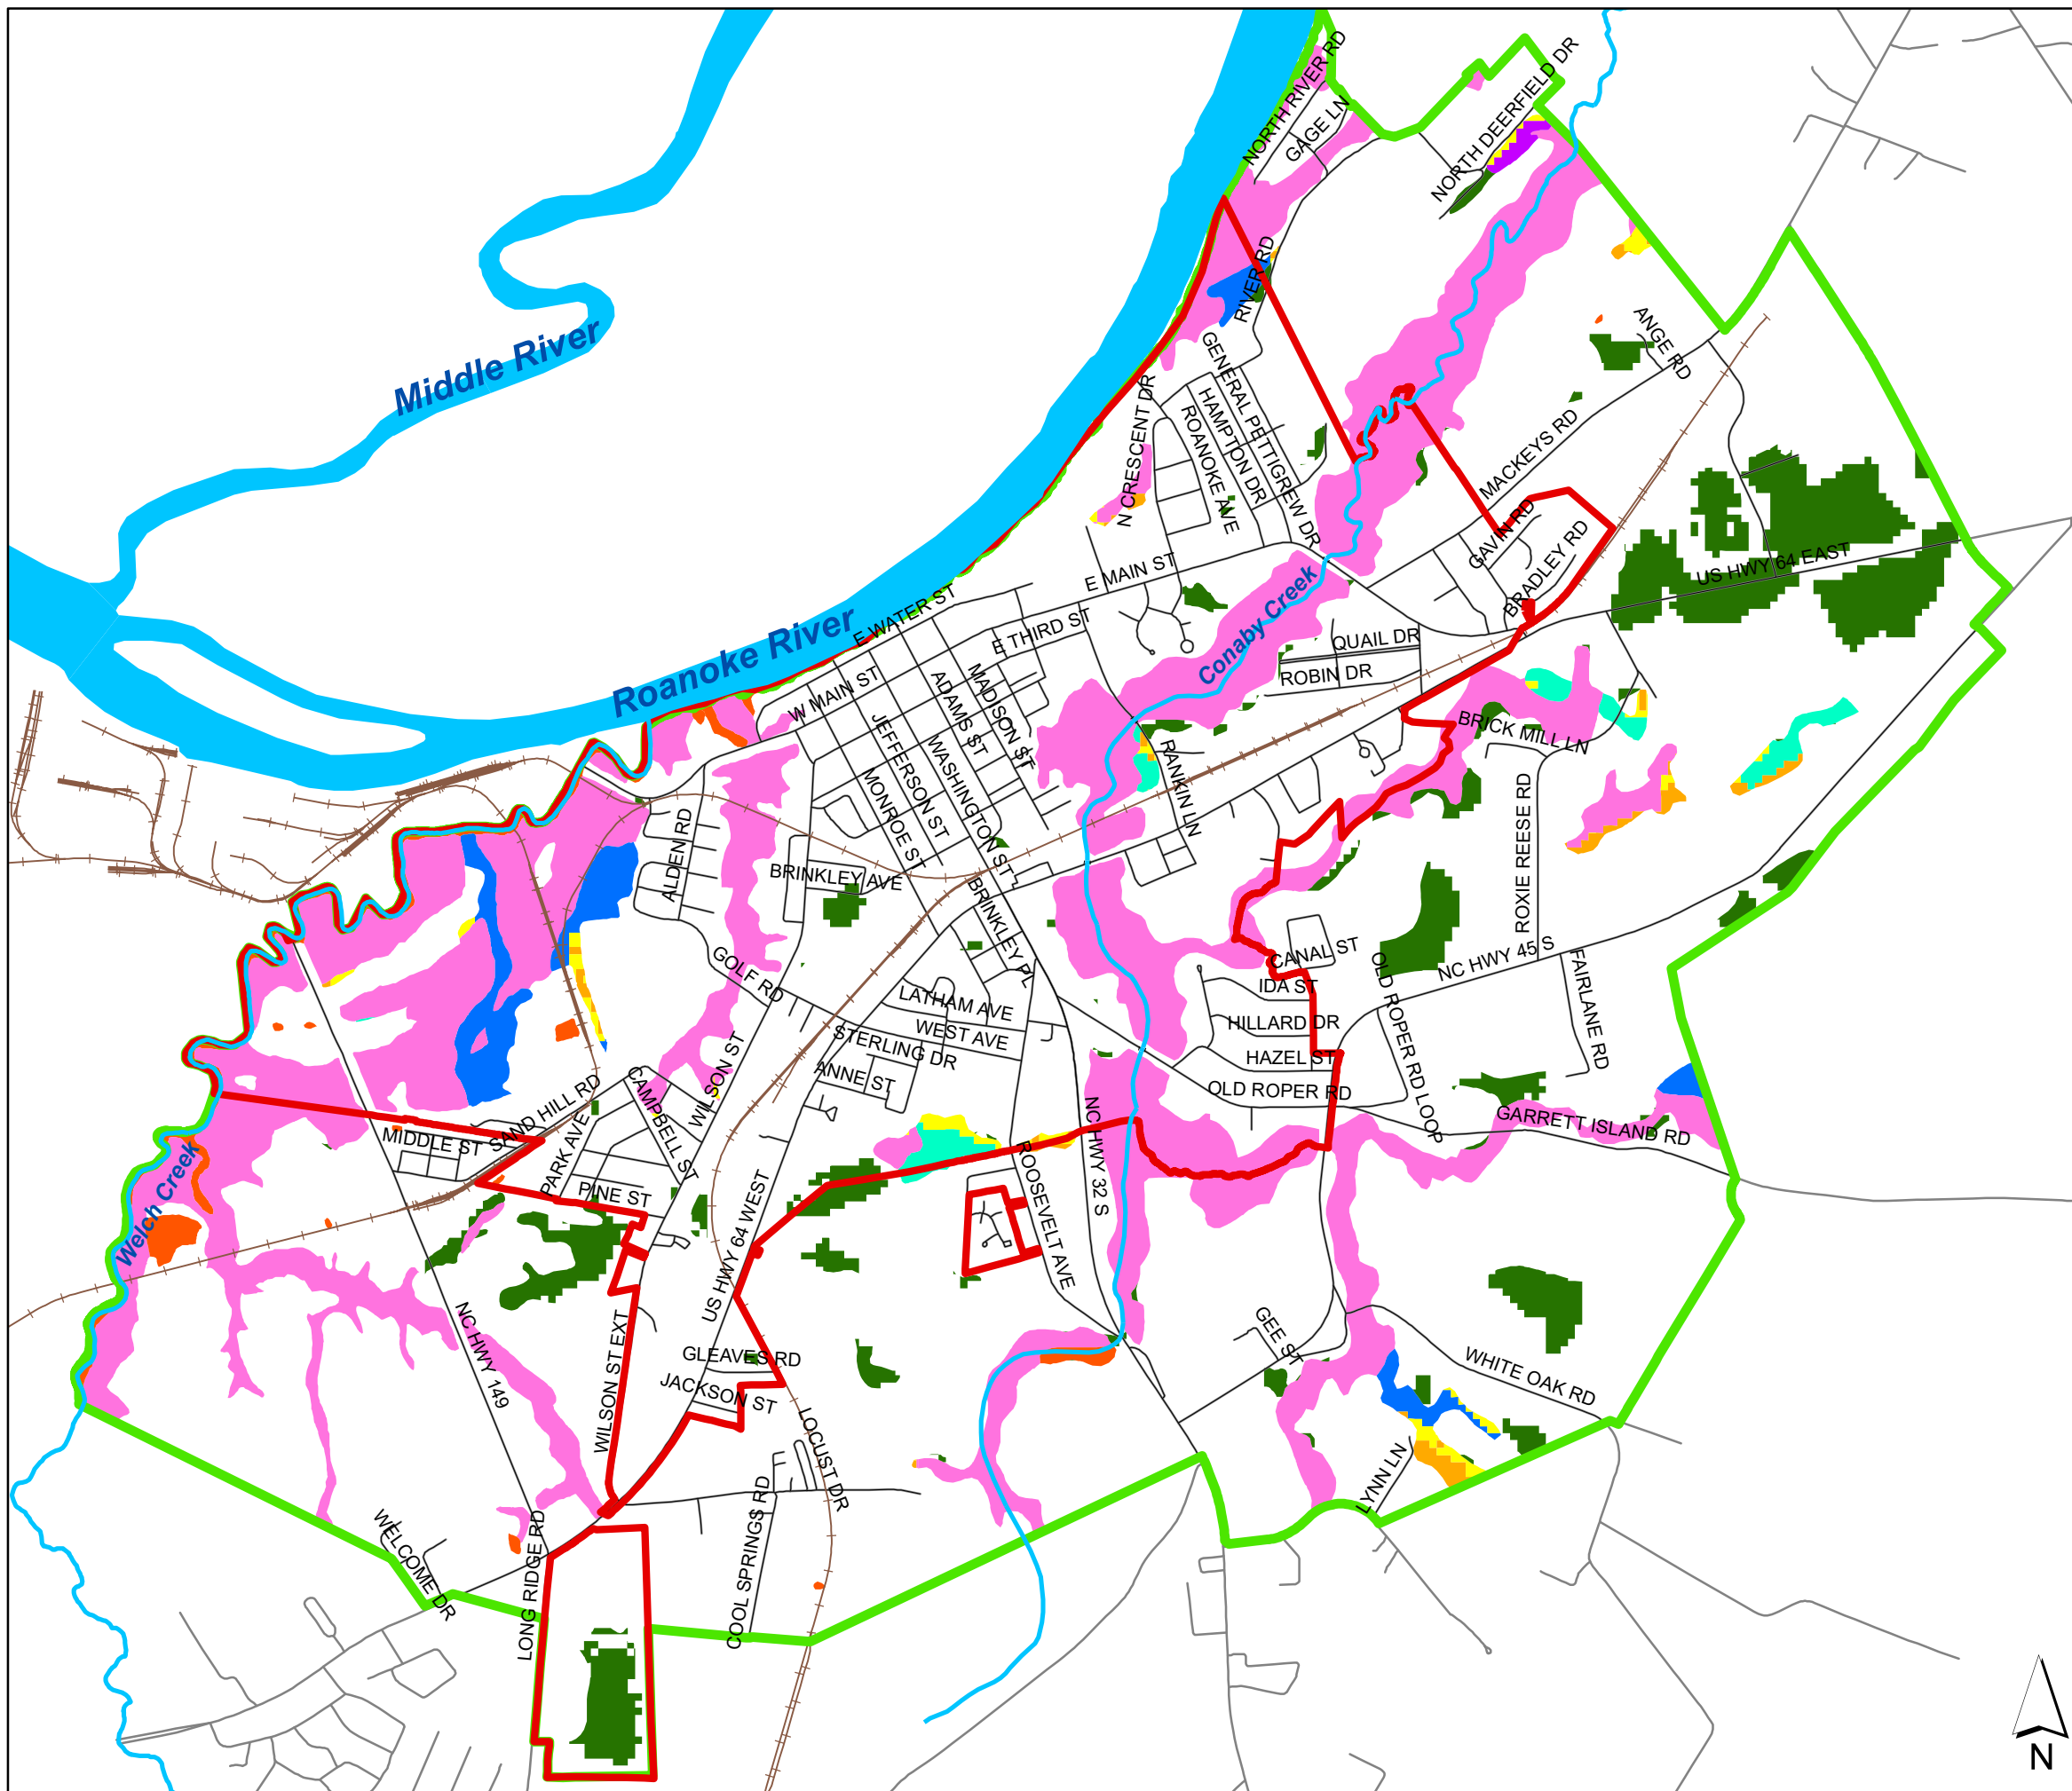 NORTH RIVER RD
GAGE LN
NORTH DEERFIELD DR
RIVER RD
Middle River
ANGE RD
GENERAL PETTIGREW DR
HAMPTON DR
ROANOKE AVE
N CRESCENT DR
MACKEYS RD
GAVIN RD
BRADLEY RD
US HWY 64 EAST
E MAIN ST
Conaby Creek
E WATER ST
E THIRD ST
QUAIL DR
ROBIN DR
Roanoke River
W MAIN ST
MADISON ST
ADAMS ST
JEFFERSON ST
WASHINGTON ST
MONROE ST
RANKIN LN
BRICK MILL LN
ROXIE REESE RD
ALDEN RD
BRINKLEY AVE
BRINKLEY PL
GOLF RD
CANAL ST
IDA ST
OLD ROPER RD LOOP
NC HWY 45 S
FAIRLANE RD
LATHAM AVE
WEST AVE
STERLING DR
ANNE ST
HILLARD DR
HAZEL ST
OLD ROPER RD
GARRETT ISLAND RD
WILSON ST
SAND HILL RD
CAMPBELL ST
MIDDLE ST
PARK AVE
PINE ST
NC HWY 32 S
ROOSEVELT AVE
Welch Creek
US HWY 64 WEST
NC HWY 149
WILSON ST EXT
GLEAVES RD
JACKSON ST
GEE ST
WHITE OAK RD
LOCUST DR
LYNN LN
COOL SPRINGS RD
WELCOME DR
LONG RIDGE RD
N